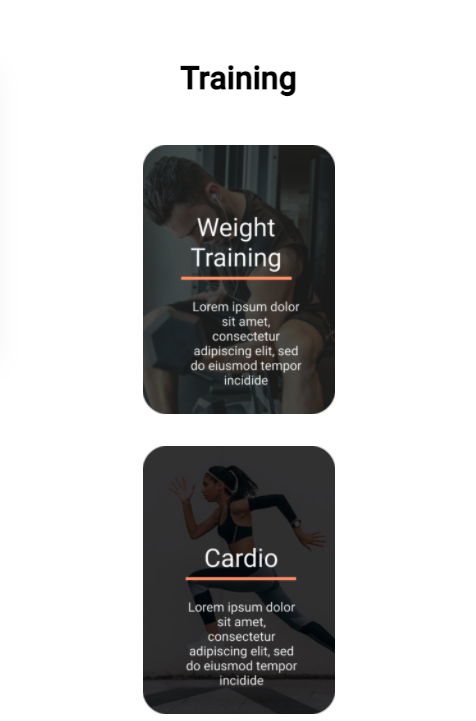 Training
Weight
Training
Lorem ipsum dolor
sit amet,
consectetur
adipiscing elit, sed
do eiusmod tempor
incidide
Cardio
Lorem ipsum dolor
sit amet,
consectetur
adipiscing elit, sed
do eiusmod tempor
incidide